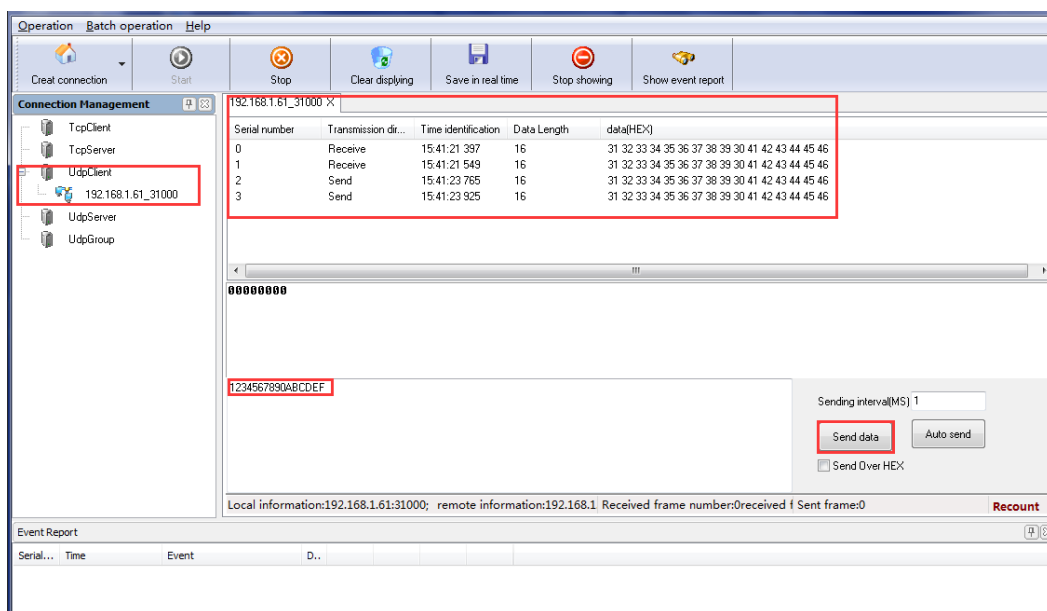 Operation Batch operation Help
Creat connection Start Stop Clear displying Save in real time Stop showing Show event report
Connection Management
TcpClient
TcpServer
UdpClient
192.168.1.61_31000
UdpServer
UdpGroup
192.168.1.61_31000
Serial number Transmission dir... Time identification Data Length data(HEX)
0 Receive 15:41:21 397 16 31 32 33 34 35 36 37 38 39 30 41 42 43 44 45 46
1 Receive 15:41:21 549 16 31 32 33 34 35 36 37 38 39 30 41 42 43 44 45 46
2 Send 15:41:23 765 16 31 32 33 34 35 36 37 38 39 30 41 42 43 44 45 46
3 Send 15:41:23 925 16 31 32 33 34 35 36 37 38 39 30 41 42 43 44 45 46
00000000
1234567890ABCDEF
Sending interval(MS) 1
Send data Auto send
Send Over HEX
Local information:192.168.1.61:31000; remote information:192.168.1 Received frame number:0received f Sent frame:0 Recount
Event Report
Serial... Time Event D..